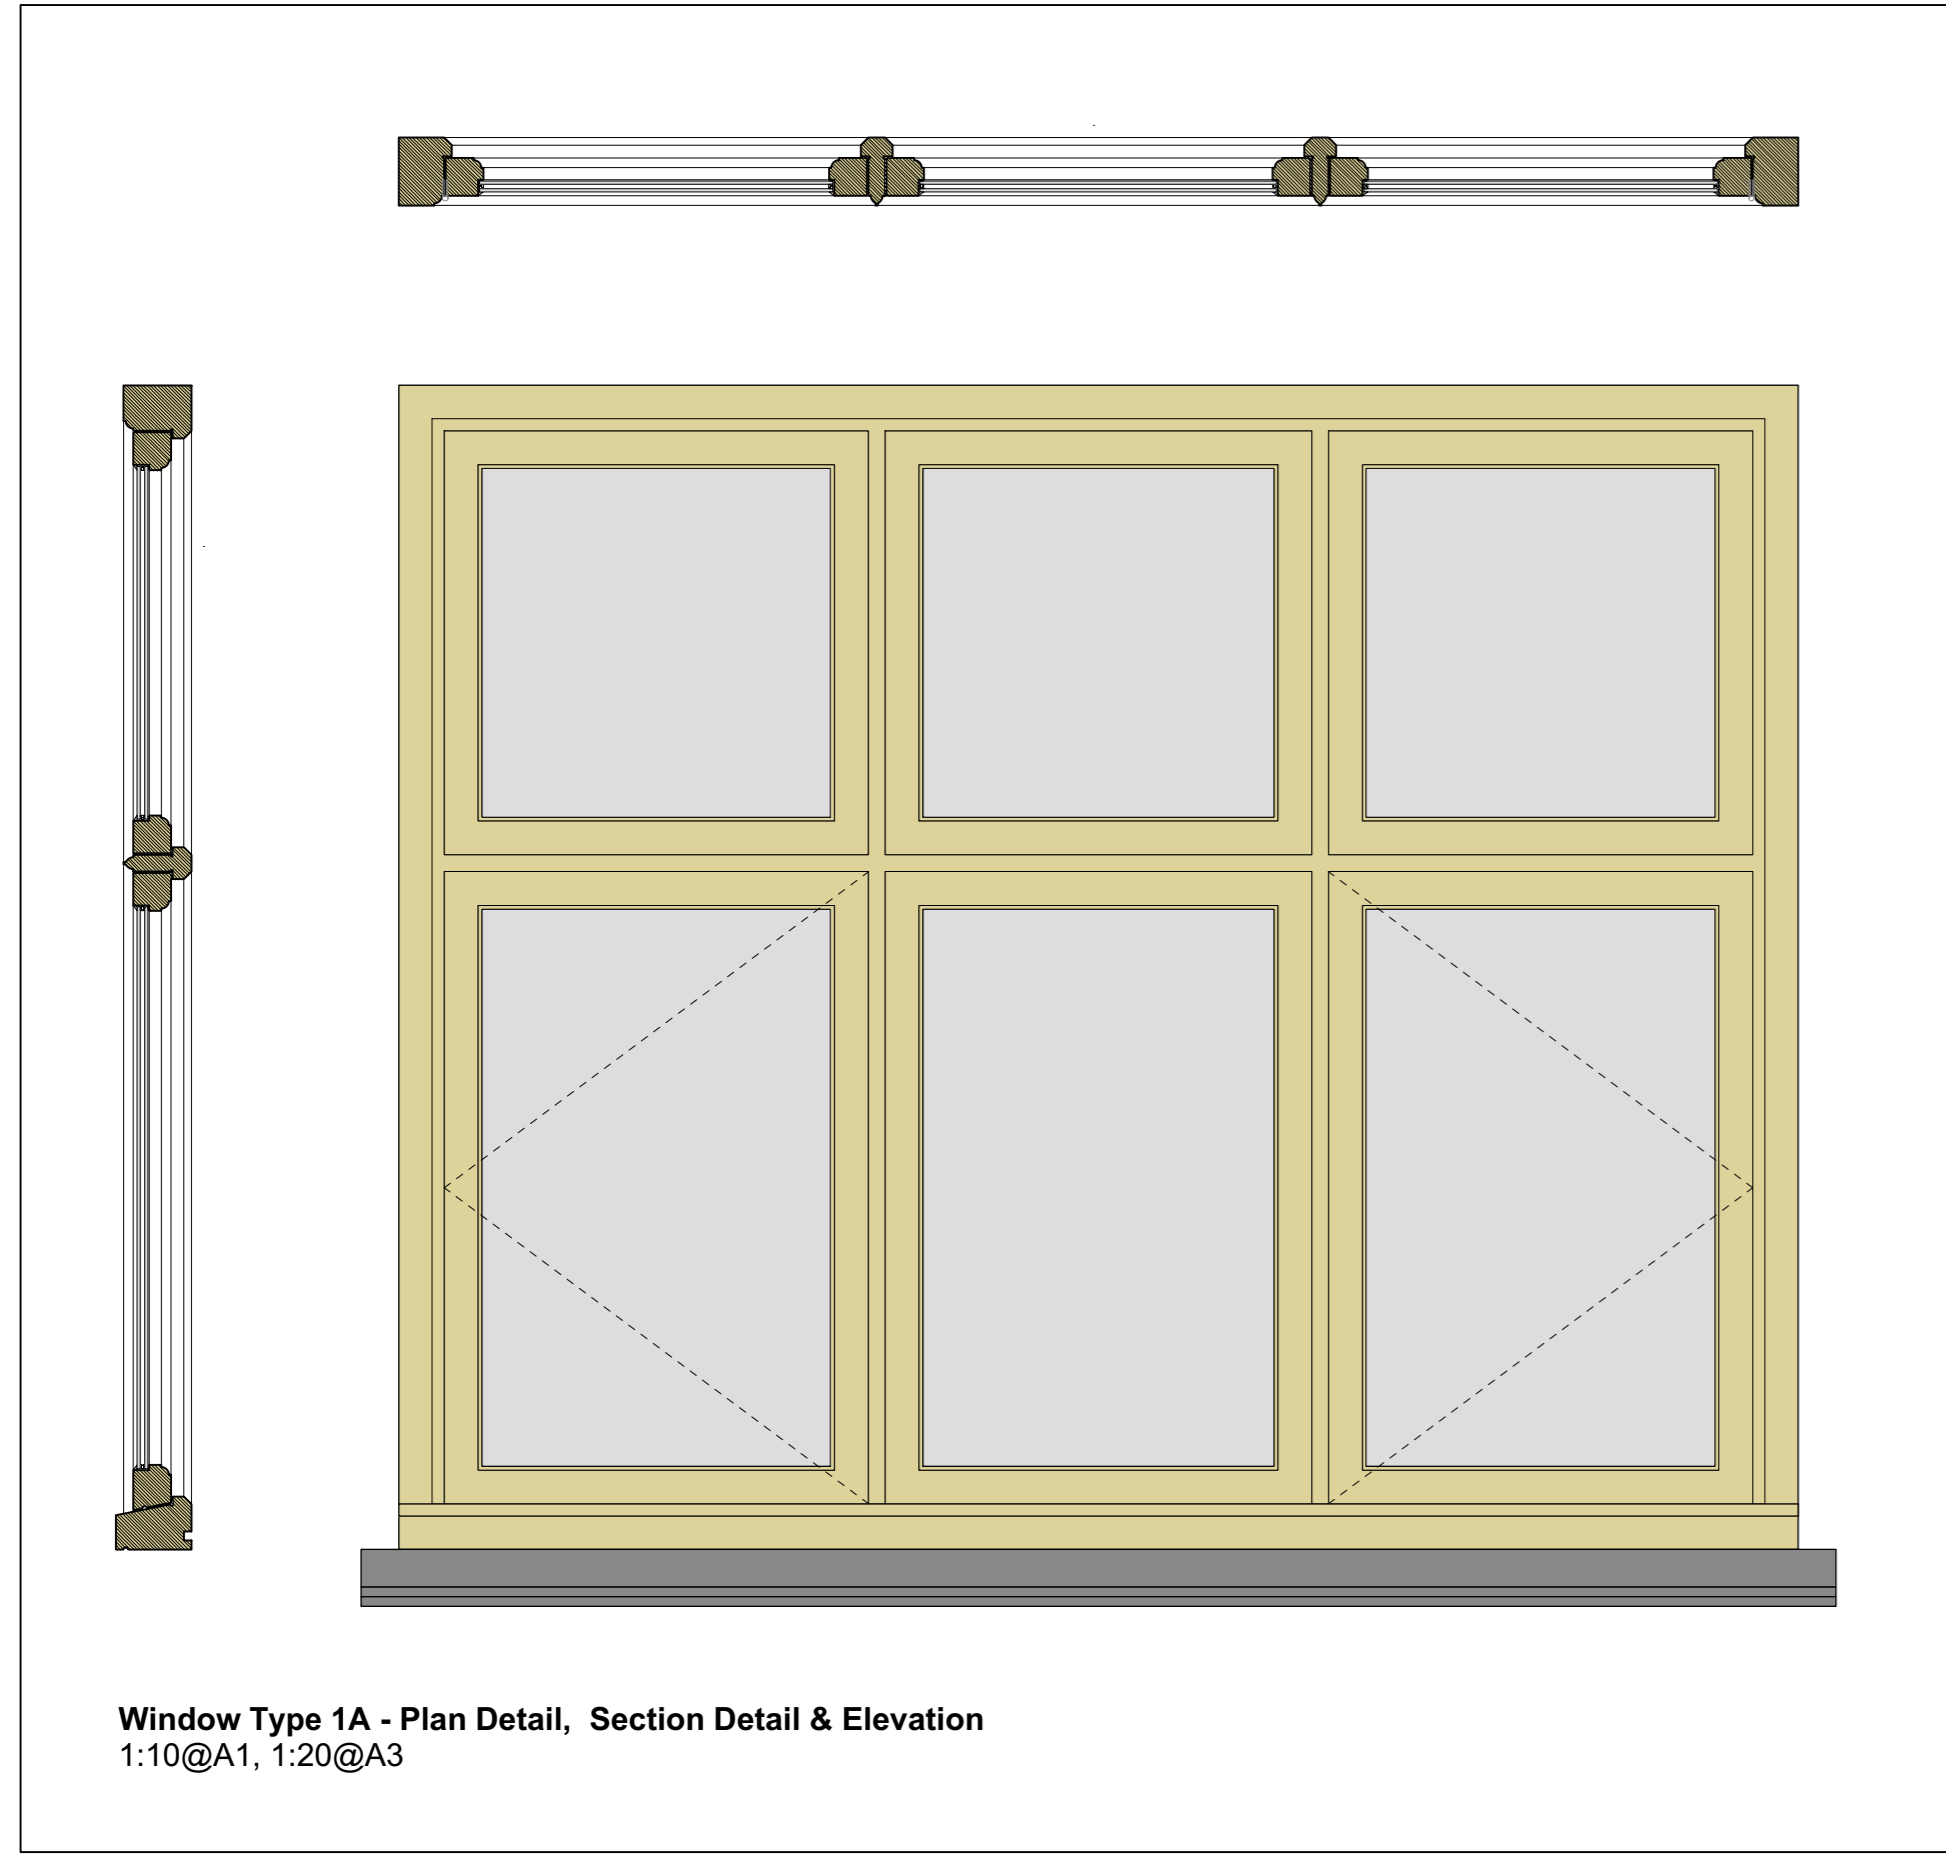 Window Type 1A - Plan Detail,  Section Detail & Elevation
1:10@A1, 1:20@A3